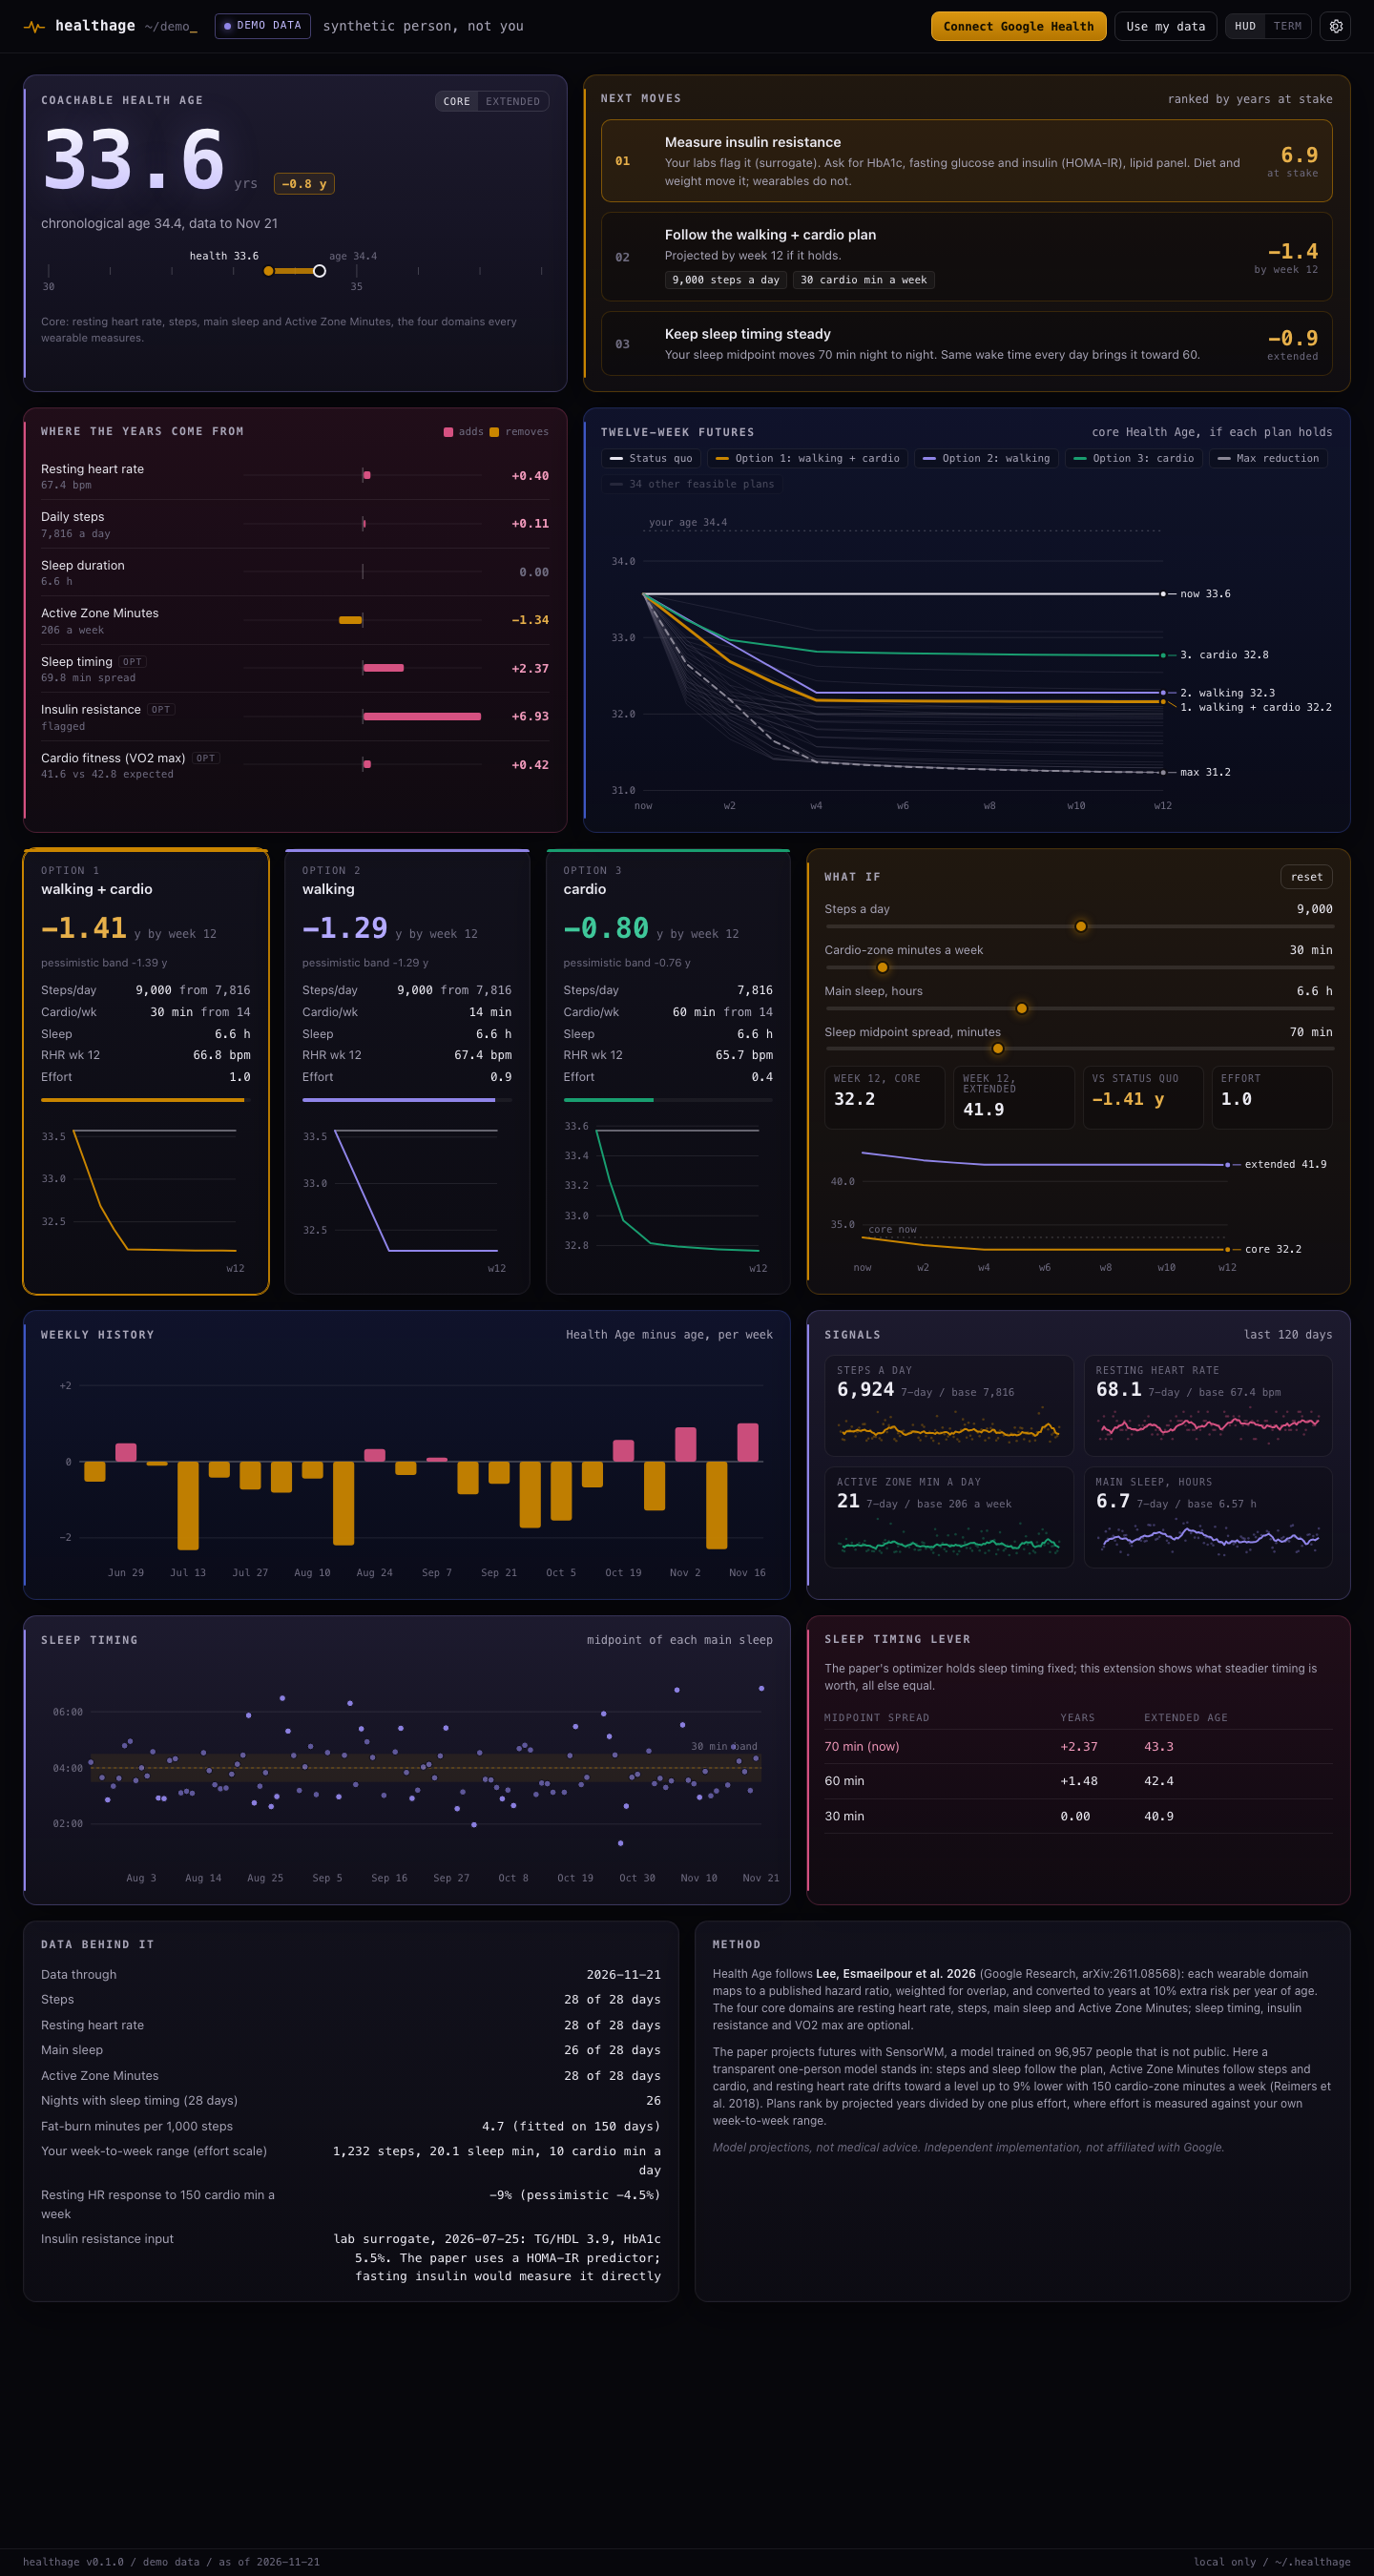 healthage ~/demo_
DEMO DATA
synthetic person, not you
Connect Google Health
Use my data
HUD
TERM
COACHABLE HEALTH AGE
CORE
EXTENDED
33.6 yrs −0.8 y
chronological age 34.4, data to Nov 21
health 33.6
age 34.4
30
35
Core: resting heart rate, steps, main sleep and Active Zone Minutes, the four domains every
wearable measures.
NEXT MOVES
ranked by years at stake
01
Measure insulin resistance
Your labs flag it (surrogate). Ask for HbA1c, fasting glucose and insulin (HOMA-IR), lipid panel. Diet and
weight move it; wearables do not.
6.9
at stake
02
Follow the walking + cardio plan
Projected by week 12 if it holds.
9,000 steps a day
30 cardio min a week
−1.4
by week 12
03
Keep sleep timing steady
Your sleep midpoint moves 70 min night to night. Same wake time every day brings it toward 60.
−0.9
extended
WHERE THE YEARS COME FROM
adds
removes
Resting heart rate
67.4 bpm
+0.40
Daily steps
7,816 a day
+0.11
Sleep duration
6.6 h
0.00
Active Zone Minutes
206 a week
−1.34
Sleep timing OPT
69.8 min spread
+2.37
Insulin resistance OPT
flagged
+6.93
Cardio fitness (VO2 max) OPT
41.6 vs 42.8 expected
+0.42
TWELVE-WEEK FUTURES
core Health Age, if each plan holds
Status quo
Option 1: walking + cardio
Option 2: walking
Option 3: cardio
Max reduction
34 other feasible plans
your age 34.4
34.0
33.0
32.0
31.0
now 33.6
3. cardio 32.8
2. walking 32.3
1. walking + cardio 32.2
max 31.2
now
w2
w4
w6
w8
w10
w12
OPTION 1
walking + cardio
−1.41 y by week 12
pessimistic band -1.39 y
Steps/day 9,000 from 7,816
Cardio/wk 30 min from 14
Sleep 6.6 h
RHR wk 12 66.8 bpm
Effort 1.0
33.5
33.0
32.5
w12
OPTION 2
walking
−1.29 y by week 12
pessimistic band -1.29 y
Steps/day 9,000 from 7,816
Cardio/wk 14 min
Sleep 6.6 h
RHR wk 12 67.4 bpm
Effort 0.9
33.5
33.0
32.5
w12
OPTION 3
cardio
−0.80 y by week 12
pessimistic band -0.76 y
Steps/day 7,816
Cardio/wk 60 min from 14
Sleep 6.6 h
RHR wk 12 65.7 bpm
Effort 0.4
33.6
33.4
33.2
33.0
32.8
w12
WHAT IF
reset
Steps a day 9,000
Cardio-zone minutes a week 30 min
Main sleep, hours 6.6 h
Sleep midpoint spread, minutes 70 min
WEEK 12, CORE
32.2
WEEK 12,
EXTENDED
41.9
VS STATUS QUO
−1.41 y
EFFORT
1.0
40.0
35.0
core now
extended 41.9
core 32.2
now
w2
w4
w6
w8
w10
w12
WEEKLY HISTORY
Health Age minus age, per week
+2
0
−2
Jun 29
Jul 13
Jul 27
Aug 10
Aug 24
Sep 7
Sep 21
Oct 5
Oct 19
Nov 2
Nov 16
SIGNALS
last 120 days
STEPS A DAY
6,924 7-day / base 7,816
RESTING HEART RATE
68.1 7-day / base 67.4 bpm
ACTIVE ZONE MIN A DAY
21 7-day / base 206 a week
MAIN SLEEP, HOURS
6.7 7-day / base 6.57 h
SLEEP TIMING
midpoint of each main sleep
06:00
04:00
02:00
30 min band
Aug 3
Aug 14
Aug 25
Sep 5
Sep 16
Sep 27
Oct 8
Oct 19
Oct 30
Nov 10
Nov 21
SLEEP TIMING LEVER
The paper's optimizer holds sleep timing fixed; this extension shows what steadier timing is
worth, all else equal.
MIDPOINT SPREAD YEARS EXTENDED AGE
70 min (now) +2.37 43.3
60 min +1.48 42.4
30 min 0.00 40.9
DATA BEHIND IT
Data through 2026-11-21
Steps 28 of 28 days
Resting heart rate 28 of 28 days
Main sleep 26 of 28 days
Active Zone Minutes 28 of 28 days
Nights with sleep timing (28 days) 26
Fat-burn minutes per 1,000 steps 4.7 (fitted on 150 days)
Your week-to-week range (effort scale) 1,232 steps, 20.1 sleep min, 10 cardio min a
day
Resting HR response to 150 cardio min a −9% (pessimistic −4.5%)
week
Insulin resistance input lab surrogate, 2026-07-25: TG/HDL 3.9, HbA1c
5.5%. The paper uses a HOMA-IR predictor;
fasting insulin would measure it directly
METHOD
Health Age follows Lee, Esmaeilpour et al. 2026 (Google Research, arXiv:2611.08568): each wearable domain
maps to a published hazard ratio, weighted for overlap, and converted to years at 10% extra risk per year of age.
The four core domains are resting heart rate, steps, main sleep and Active Zone Minutes; sleep timing, insulin
resistance and VO2 max are optional.
The paper projects futures with SensorWM, a model trained on 96,957 people that is not public. Here a
transparent one-person model stands in: steps and sleep follow the plan, Active Zone Minutes follow steps and
cardio, and resting heart rate drifts toward a level up to 9% lower with 150 cardio-zone minutes a week (Reimers et
al. 2018). Plans rank by projected years divided by one plus effort, where effort is measured against your own
week-to-week range.
Model projections, not medical advice. Independent implementation, not affiliated with Google.
healthage v0.1.0 / demo data / as of 2026-11-21
local only / ~/.healthage